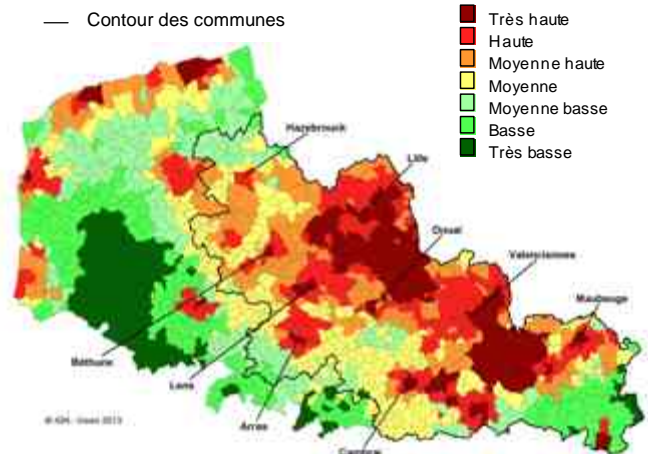 Contour des communes
Très haute
Haute
Moyenne haute
Moyenne
Moyenne basse
Basse
Très basse
Hazebrouck
Lille
Douai
Valenciennes
Maubeuge
Béthune
Lens
Arras
Cambrai